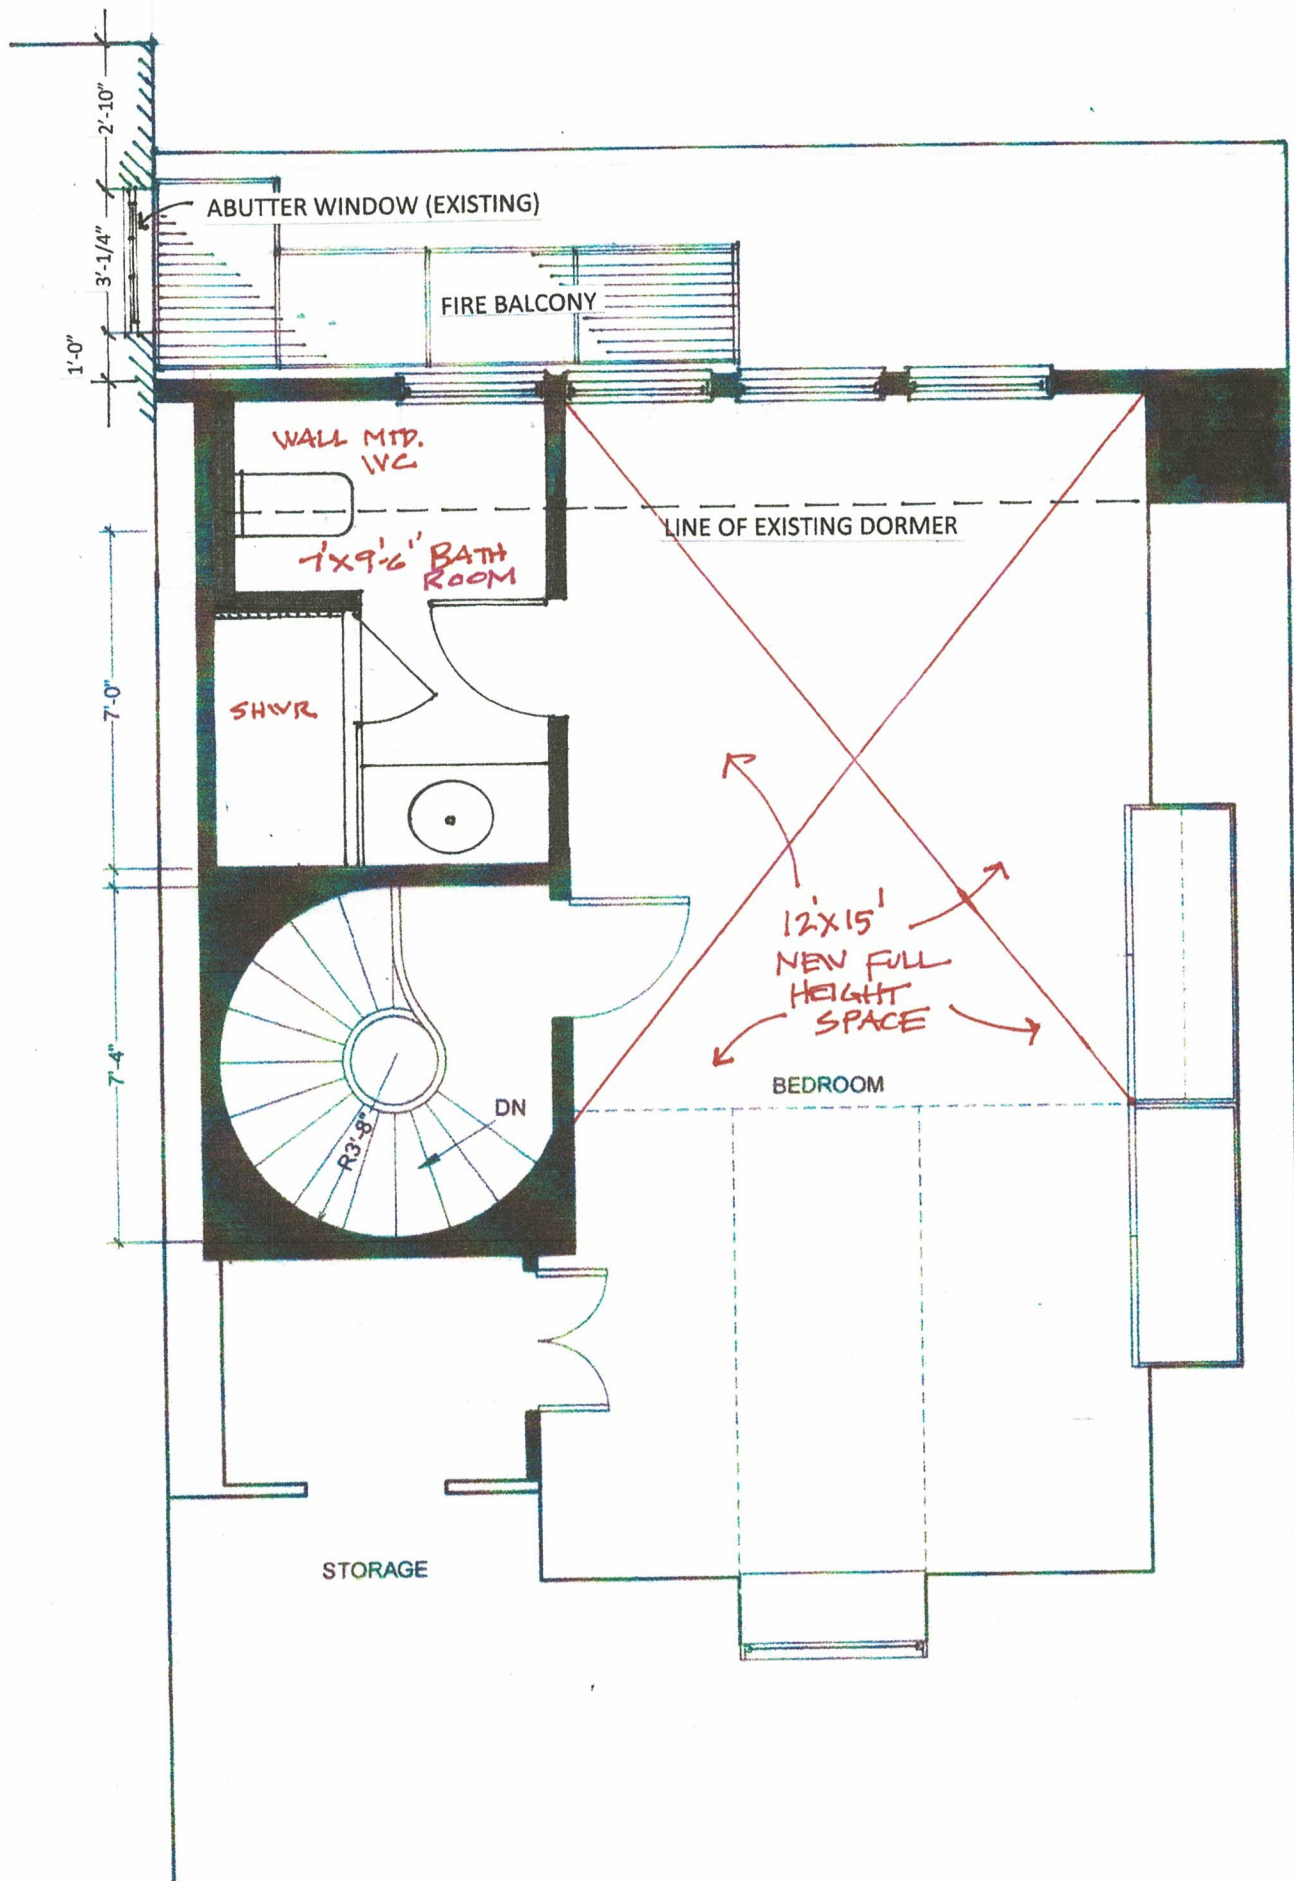 2'-10"
ABUTTER WINDOW (EXISTING)
3'-1/4"
FIRE BALCONY
1'-0"
WALL MTD.
WC
LINE OF EXISTING DORMER
7'X9'-6" BATH
ROOM
7'-0"
SHWR
12'X15'
NEW FULL
HEIGHT
SPACE
7'-4"
BEDROOM
DN
R3'-8"
STORAGE